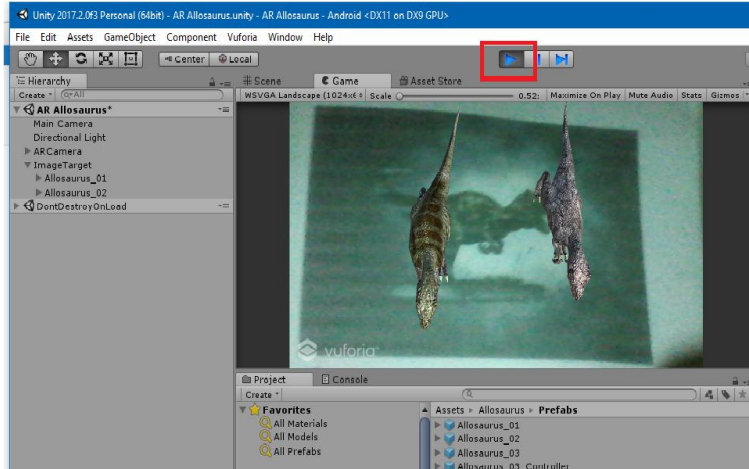 Unity 2017.2.0f3 Personal (64bit) - AR Allosaurus.unity - AR Allosaurus - Android <DX11 on DX9 GPU>
File Edit Assets GameObject Component Vuforia Window Help
Center Local
Hierarchy Scene Game Asset Store
Create All WSVGA Landscape (1024x6 Scale 0.52: Maximize On Play Mute Audio Stats Gizmos
AR Allosaurus*
Main Camera
Directional Light
ARCamera
ImageTarget
Allosaurus_01
Allosaurus_02
DontDestroyOnLoad
vuforia
Project Console
Create
Favorites Assets Allosaurus Prefabs
All Materials Allosaurus_01
All Models Allosaurus_02
All Prefabs Allosaurus_03
Allosaurus_03_Controller